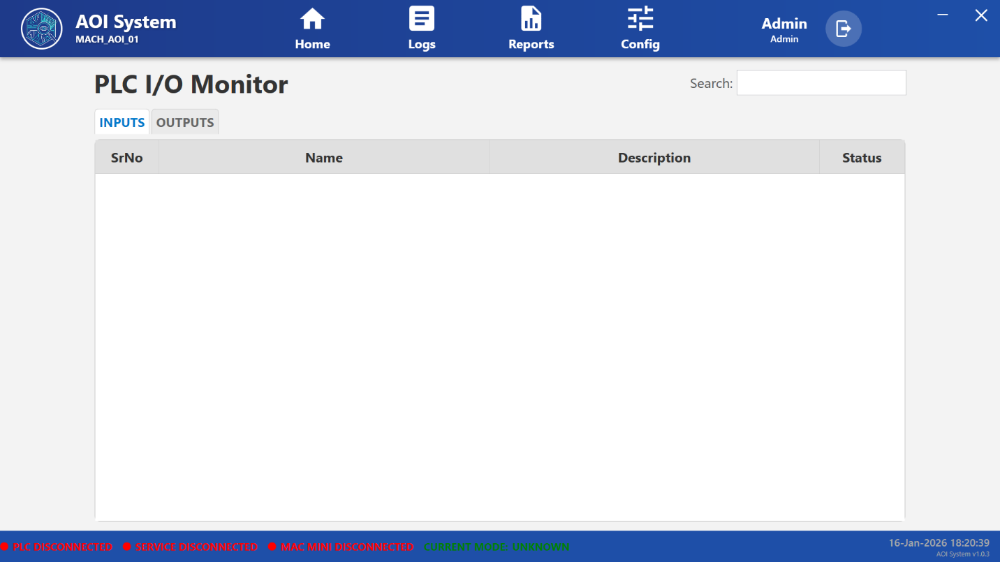 AOI System
MACH_AOI_01
Home
Logs
Reports
Config
Admin
Admin
PLC I/O Monitor
Search:
INPUTS
OUTPUTS
SrNo
Name
Description
Status
PLC DISCONNECTED
SERVICE DISCONNECTED
MAC MINI DISCONNECTED
CURRENT MODE: UNKNOWN
16-Jan-2026 18:20:39
AOI System v1.0.3